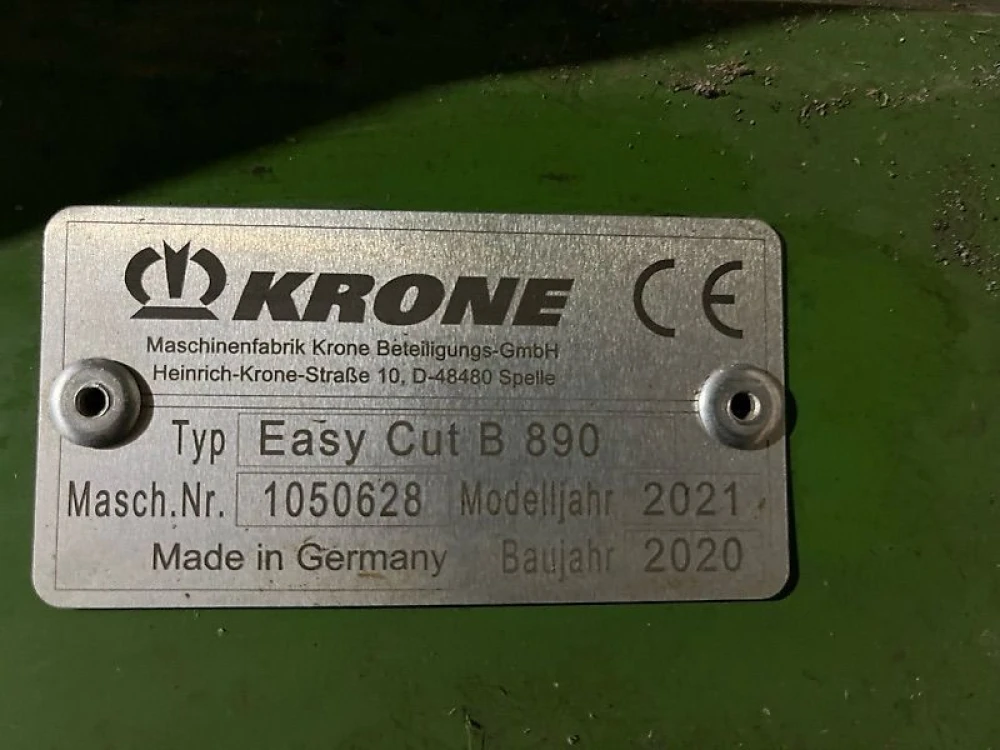 KRONE CE
Maschinenfabrik Krone Beteiligungs-GmbH
Heinrich-Krone-Straße 10, D-48480 Spelle
Typ Easy Cut B 890
Masch.Nr. 1050628 Modelljahr 2021
Made in Germany Baujahr 2020